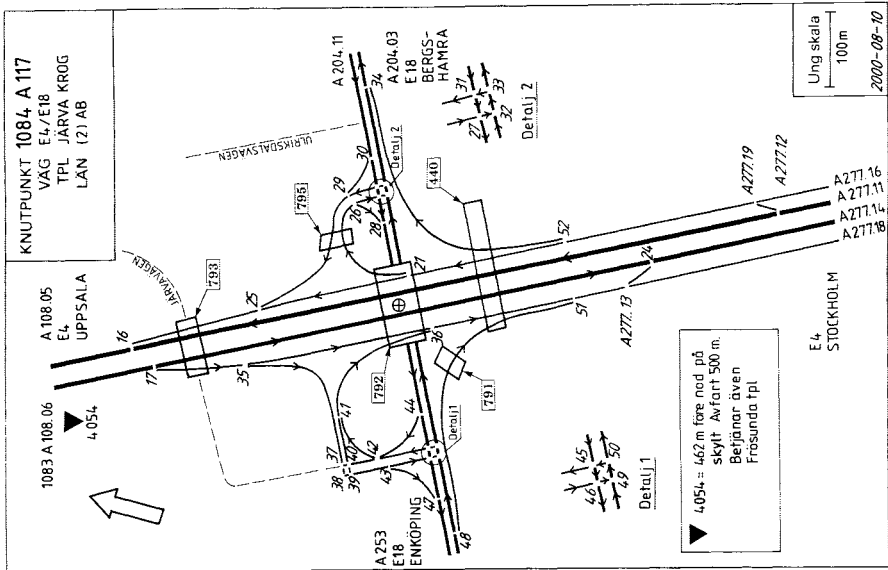 KNUTPUNKT 1084 A117
VÄG E4/E18
TPL JÄRVA KROG
LÄN (2) AB
A 108.05
E4
UPPSALA
1083 A 108.06
4054
JÄRVAVÄGEN
793
16
17
25
35
795
ULRIKSDALSVÄGEN
A 204.11
34
A 204.03
E18
BERGS-
HAMRA
29
30
26
28
Detalj 2
27
31
32
33
Detalj 2
21
792
36
440
791
41
37
40
38
39
42
43
44
Detalj 1
47
48
A 253
E18
ENKÖPING
45
46
49
50
Detalj 1
52
51
24
A277.13
A277.19
A277.12
A277.16
A277.11
A277.14
A277.18
E4
STOCKHOLM
4054 = 462 m före nod på
skylt Avfart 500 m.
Betjänar även
Frösunda tpl
Ung skala
100 m
2000-08-10